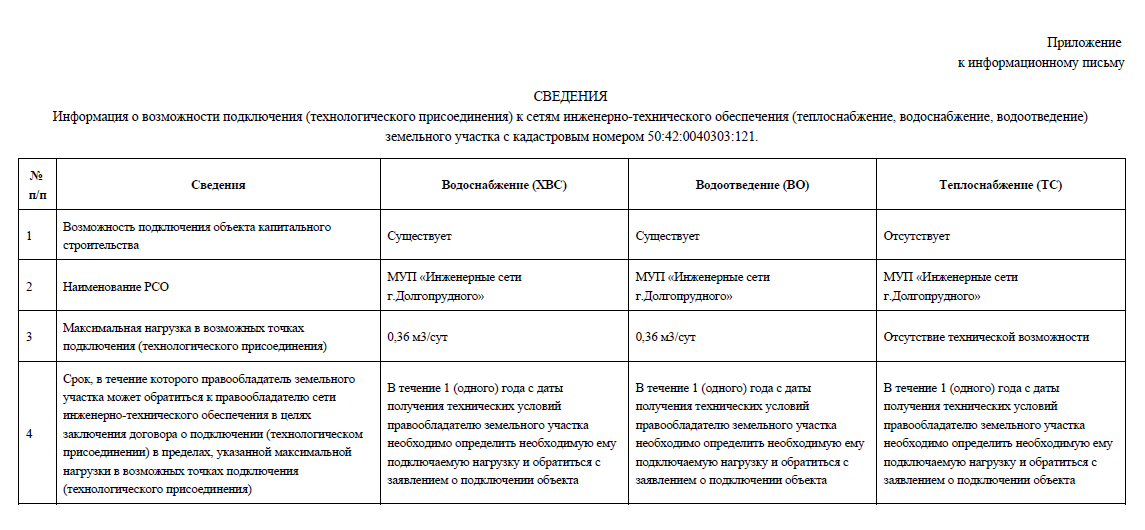 Приложение
к информационному письму
СВЕДЕНИЯ
Информация о возможности подключения (технологического присоединения) к сетям инженерно-технического обеспечения (теплоснабжение, водоснабжение, водоотведение)
земельного участка с кадастровым номером 50:42:0040303:121.
№
п/п
Сведения
Водоснабжение (ХВС)
Водоотведение (ВО)
Теплоснабжение (ТС)
1
Возможность подключения объекта капитального
строительства
Существует
Существует
Отсутствует
2
Наименование РСО
МУП «Инженерные сети
г.Долгопрудного»
МУП «Инженерные сети
г.Долгопрудного»
МУП «Инженерные сети
г.Долгопрудного»
3
Максимальная нагрузка в возможных точках
подключения (технологического присоединения)
0,36 м3/сут
0,36 м3/сут
Отсутствие технической возможности
4
Срок, в течение которого правообладатель земельного
участка может обратиться к правообладателю сети
инженерно-технического обеспечения в целях
заключения договора о подключении (технологическом
присоединении) в пределах, указанной максимальной
нагрузки в возможных точках подключения
(технологического присоединения)
В течение 1 (одного) года с даты
получения технических условий
правообладателю земельного участка
необходимо определить необходимую ему
подключаемую нагрузку и обратиться с
заявлением о подключении объекта
В течение 1 (одного) года с даты
получения технических условий
правообладателю земельного участка
необходимо определить необходимую ему
подключаемую нагрузку и обратиться с
заявлением о подключении объекта
В течение 1 (одного) года с даты
получения технических условий
правообладателю земельного участка
необходимо определить необходимую ему
подключаемую нагрузку и обратиться с
заявлением о подключении объекта